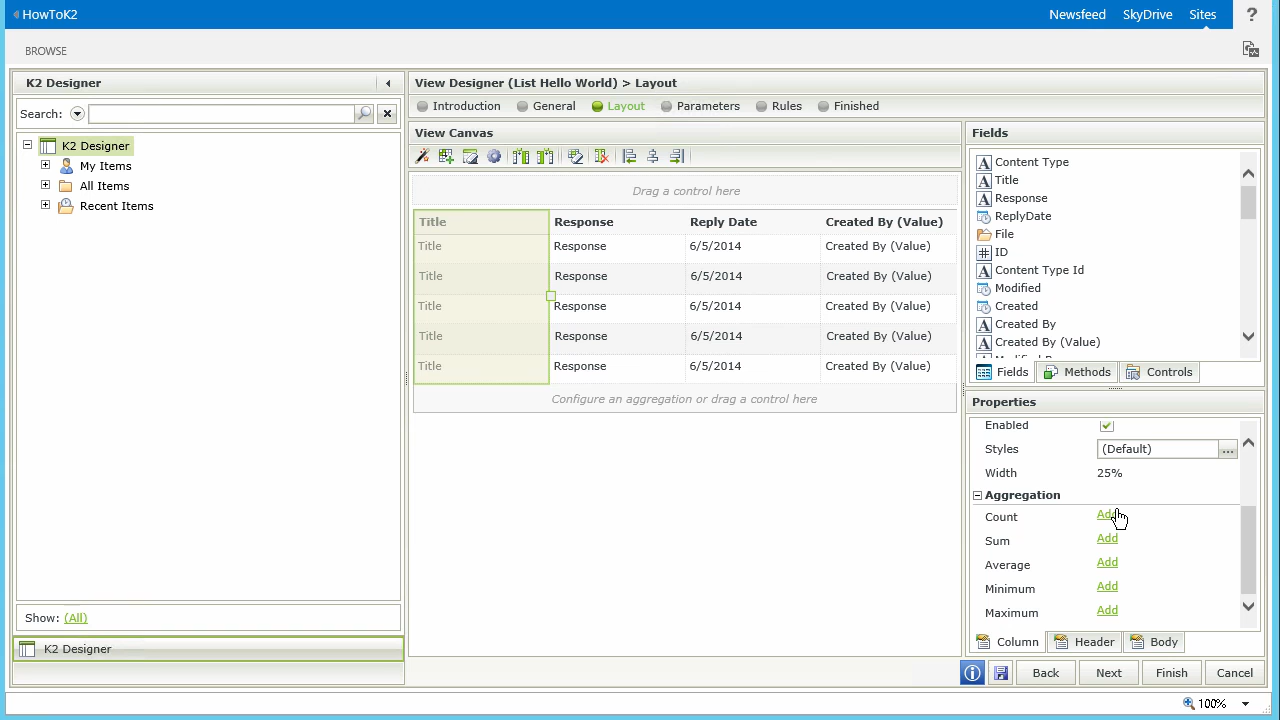 HowToK2
Newsfeed SkyDrive Sites ?
BROWSE
K2 Designer
Search:
K2 Designer
My Items
All Items
Recent Items
Show: (All)
K2 Designer
View Designer (List Hello World) > Layout
Introduction General Layout Parameters Rules Finished
View Canvas
Drag a control here
Title Response Reply Date Created By (Value)
Title Response 6/5/2014 Created By (Value)
Title Response 6/5/2014 Created By (Value)
Title Response 6/5/2014 Created By (Value)
Title Response 6/5/2014 Created By (Value)
Title Response 6/5/2014 Created By (Value)
Configure an aggregation or drag a control here
Fields
Content Type
Title
Response
ReplyDate
File
ID
Content Type Id
Modified
Created
Created By
Created By (Value)
Fields Methods Controls
Properties
Enabled
Styles (Default) ...
Width 25%
Aggregation
Count Add
Sum Add
Average Add
Minimum Add
Maximum Add
Column Header Body
Back Next Finish Cancel
100%